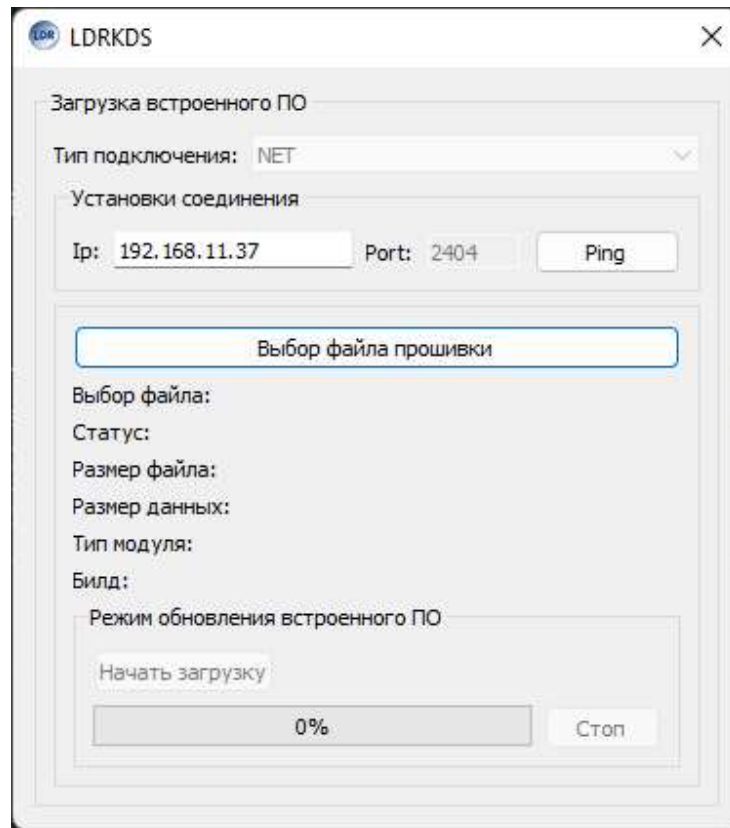 LDR LDRKDS
Загрузка встроенного ПО
Тип подключения: NET
Установки соединения
Ip: 192.168.11.37 Port: 2404 Ping
Выбор файла прошивки
Выбор файла:
Статус:
Размер файла:
Размер данных:
Тип модуля:
Билд:
Режим обновления встроенного ПО
Начать загрузку
0% Стоп